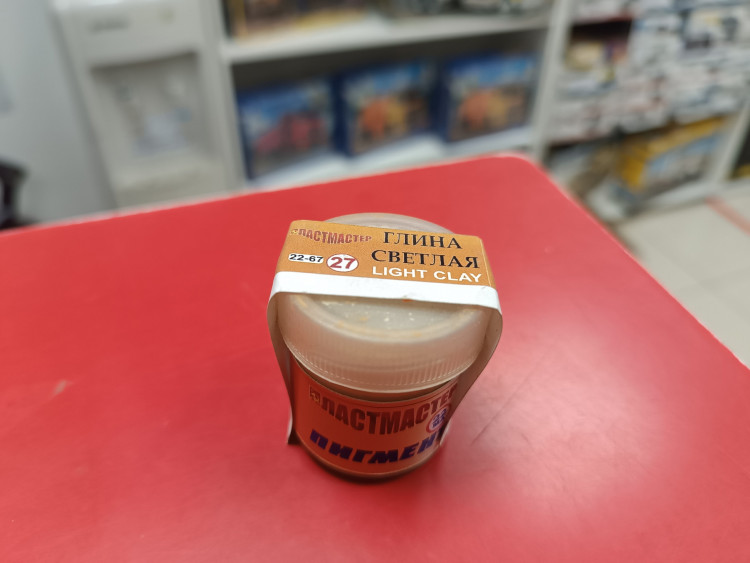 ПЛАСТМАСТЕР
22-67 27
ГЛИНА
СВЕТЛАЯ
LIGHT CLAY
ПЛАСТМАСТЕР